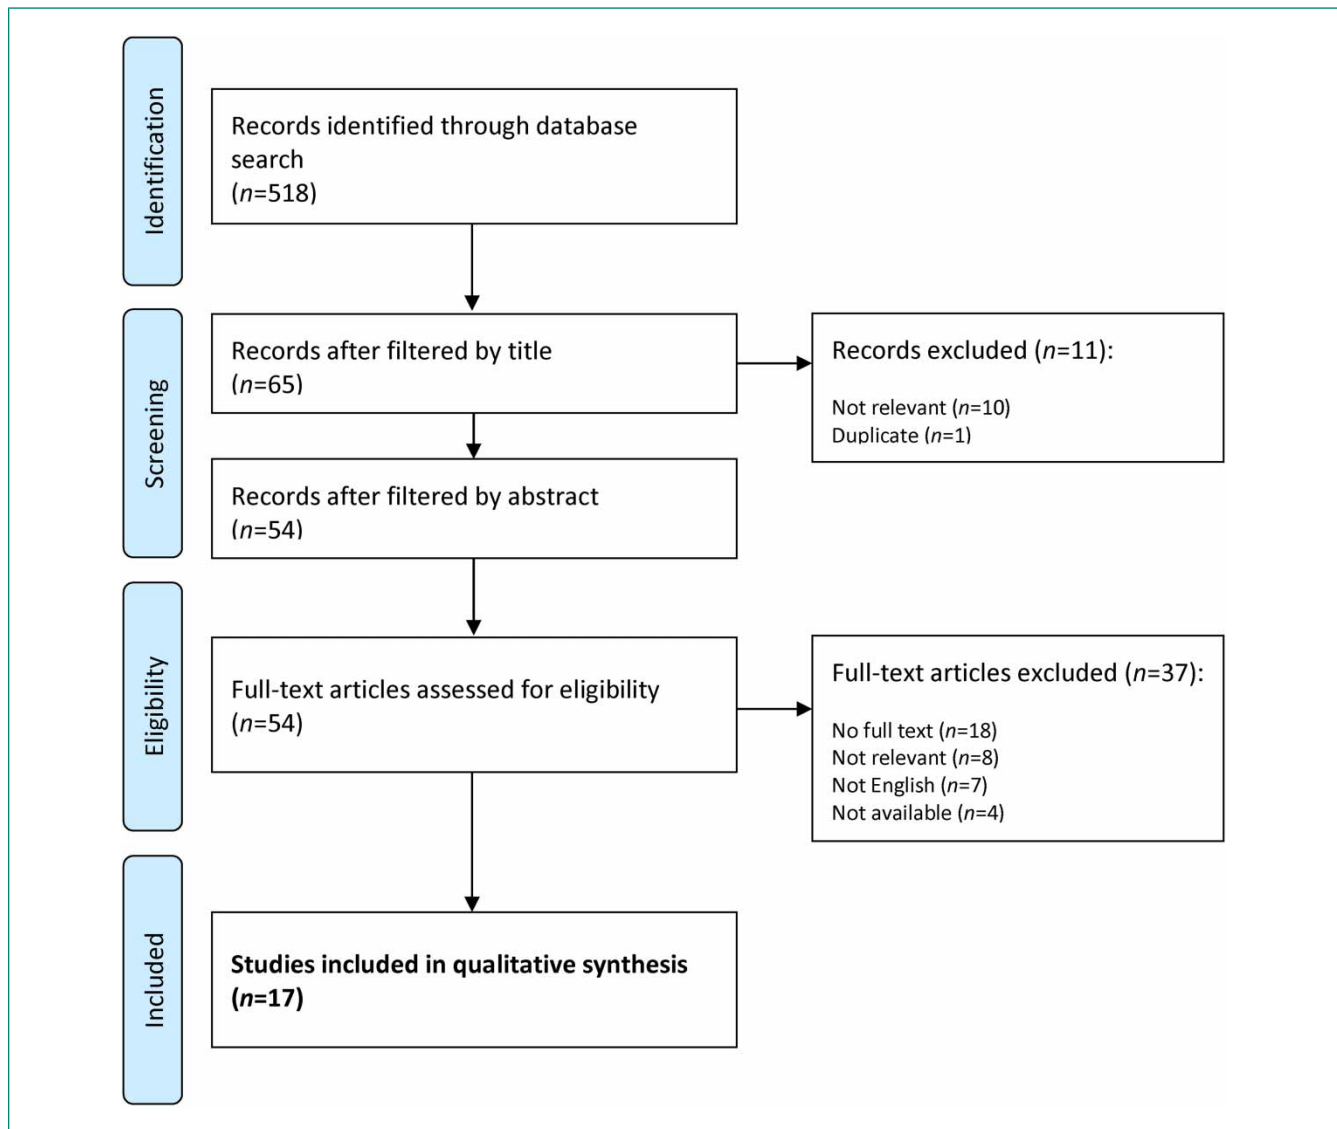 Identification
Records identified through database
search
(n=518)
Screening
Records after filtered by title
(n=65)
Records excluded (n=11):
Not relevant (n=10)
Duplicate (n=1)
Records after filtered by abstract
(n=54)
Eligibility
Full-text articles assessed for eligibility
(n=54)
Full-text articles excluded (n=37):
No full text (n=18)
Not relevant (n=8)
Not English (n=7)
Not available (n=4)
Included
Studies included in qualitative synthesis
(n=17)